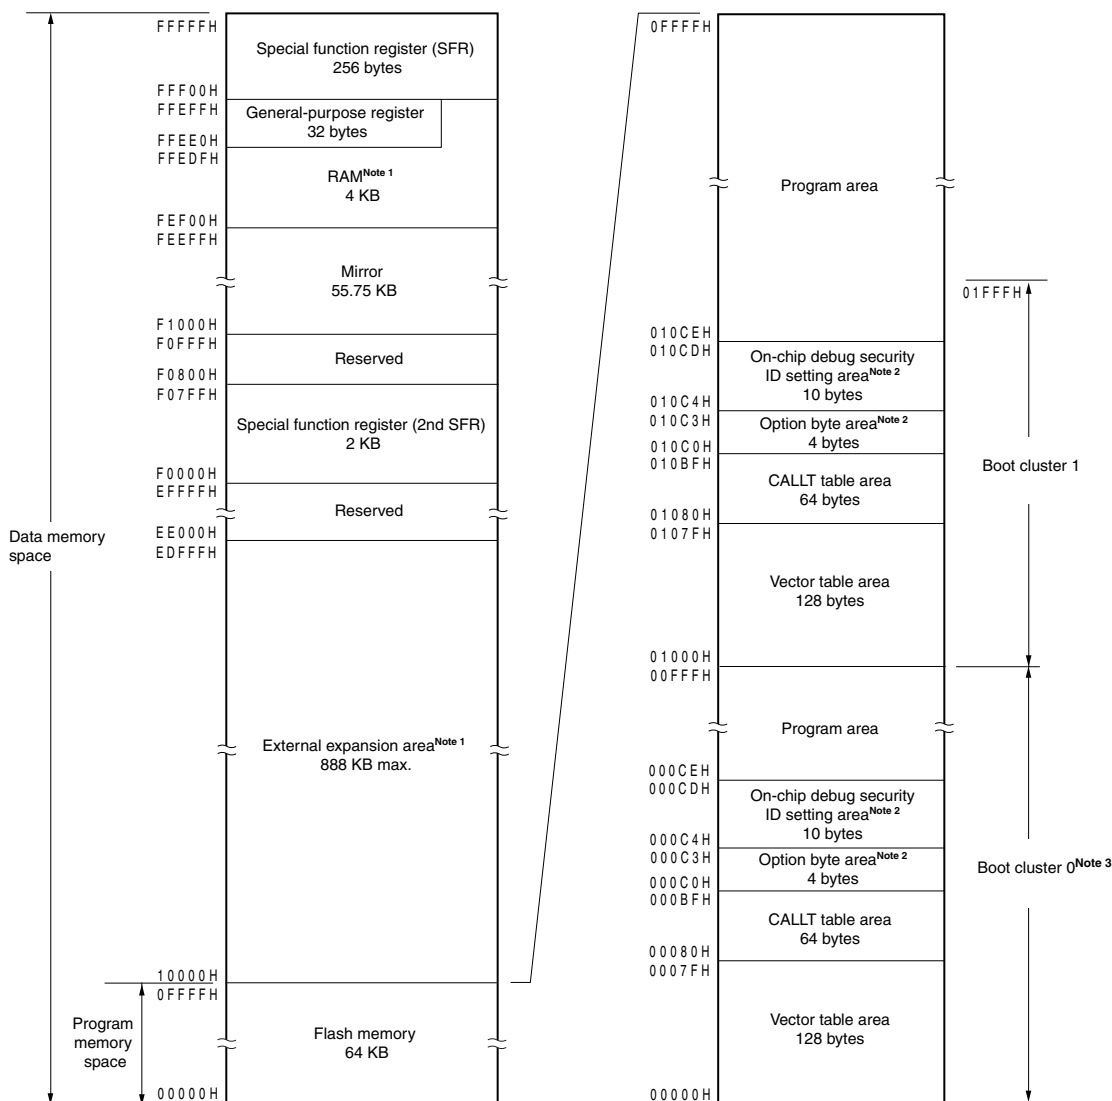 FFFFFH
Special function register (SFR)
256 bytes
FFF00H
FFEFFH
General-purpose register
32 bytes
FFEE0H
FFEDFH
RAMNote 1
4 KB
FEF00H
FEEFFH
Mirror
55.75 KB
F1000H
F0FFFH
Reserved
F0800H
F07FFH
Special function register (2nd SFR)
2 KB
F0000H
EFFFFH
Reserved
EE000H
EDFFFH
Data memory
space
External expansion areaNote 1
888 KB max.
10000H
0FFFFH
Program
memory
space
Flash memory
64 KB
00000H
0FFFFH
Program area
01FFFH
010CEH
010CDH
On-chip debug security
ID setting areaNote 2
10 bytes
010C4H
010C3H
Option byte areaNote 2
4 bytes
010C0H
010BFH
Boot cluster 1
CALLT table area
64 bytes
01080H
0107FH
Vector table area
128 bytes
01000H
00FFFH
Program area
000CEH
000CDH
On-chip debug security
ID setting areaNote 2
10 bytes
000C4H
000C3H
Option byte areaNote 2
4 bytes
Boot cluster 0Note 3
000C0H
000BFH
CALLT table area
64 bytes
00080H
0007FH
Vector table area
128 bytes
00000H